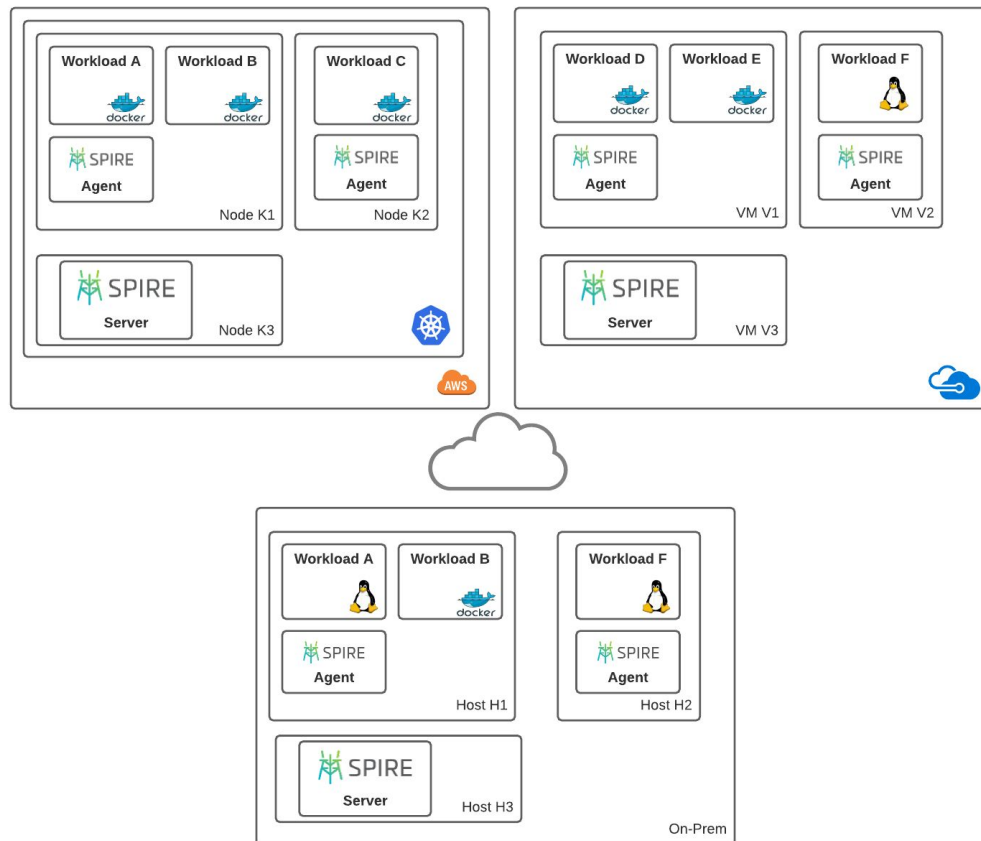 Workload A
docker
Workload B
docker
SPIRE
Agent
Node K1
Workload C
docker
SPIRE
Agent
Node K2
SPIRE
Server
Node K3
AWS
Workload D
docker
Workload E
docker
SPIRE
Agent
VM V1
Workload F
SPIRE
Agent
VM V2
SPIRE
Server
VM V3
Workload A
Workload B
docker
SPIRE
Agent
Host H1
Workload F
SPIRE
Agent
Host H2
SPIRE
Server
Host H3
On-Prem